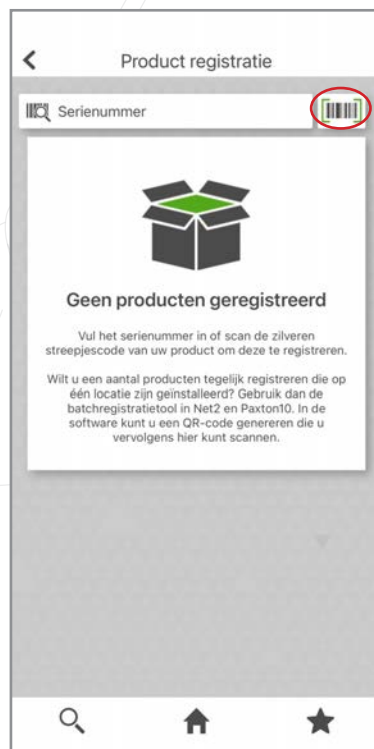 Product registratie
Serienummer
Geen producten geregistreerd
Vul het serienummer in of scan de zilveren
streepjescode van uw product om deze te registreren.
Wilt u een aantal producten tegelijk registreren die op
één locatie zijn geïnstalleerd? Gebruik dan de
batchregistratietool in Net2 en Paxton10. In de
software kunt u een QR-code genereren die u
vervolgens hier kunt scannen.